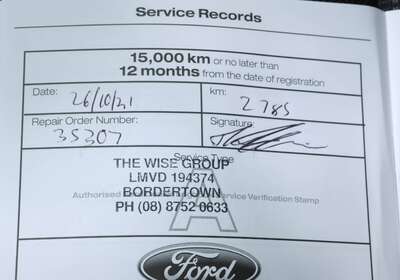 Service Records
15,000 km or no later than
12 months from the date of registration
Date: 26/10/21
km: 2785
Repair Order Number: 35307
Signature:
Service Type
THE WISE GROUP
LMVD 194374
BORDERTOWN
Authorised Service Verification Stamp
PH (08) 8752 0633
A
Ford